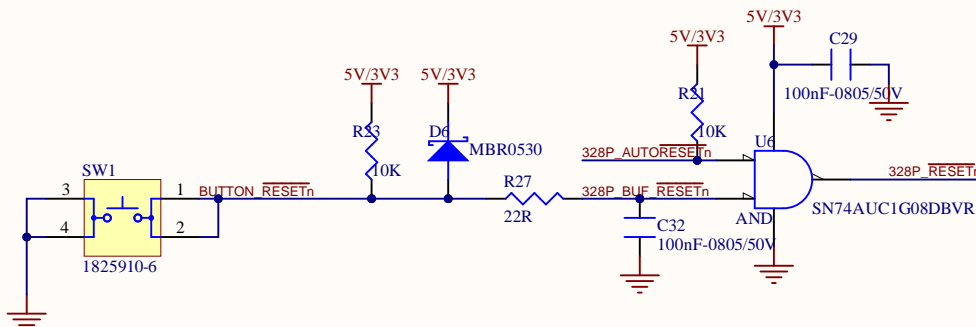 5V/3V3
C29
5V/3V3
100nF-0805/50V
5V/3V3
5V/3V3
R21
10K
U6
R23
10K
D6
MBR0530
328P_AUTORESETn
328P_RESETn
SW1
3
1
BUTTON_RESETn
R27
328P_BUF_RESETn
22R
AND
SN74AUC1G08DBVR
4
2
C32
100nF-0805/50V
1825910-6